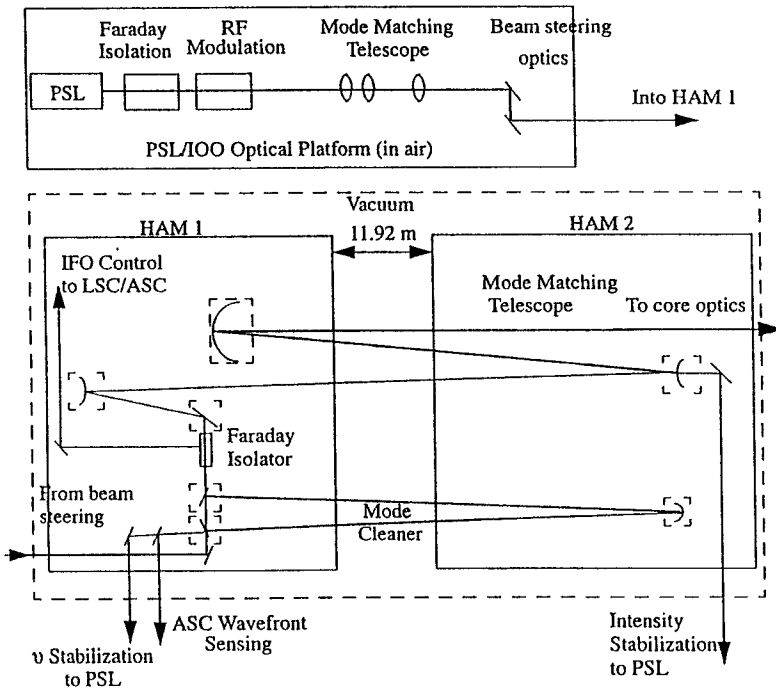 Faraday
Isolation
RF
Modulation
Mode Matching
Telescope
Beam steering
optics
PSL
Into HAM 1
PSL/IOO Optical Platform (in air)
Vacuum
HAM 1
11.92 m
HAM 2
IFO Control
to LSC/ASC
Mode Matching
Telescope
To core optics
Faraday
Isolator
From beam
steering
Mode
Cleaner
ASC Wavefront
Sensing
υ Stabilization
to PSL
Intensity
Stabilization
to PSL